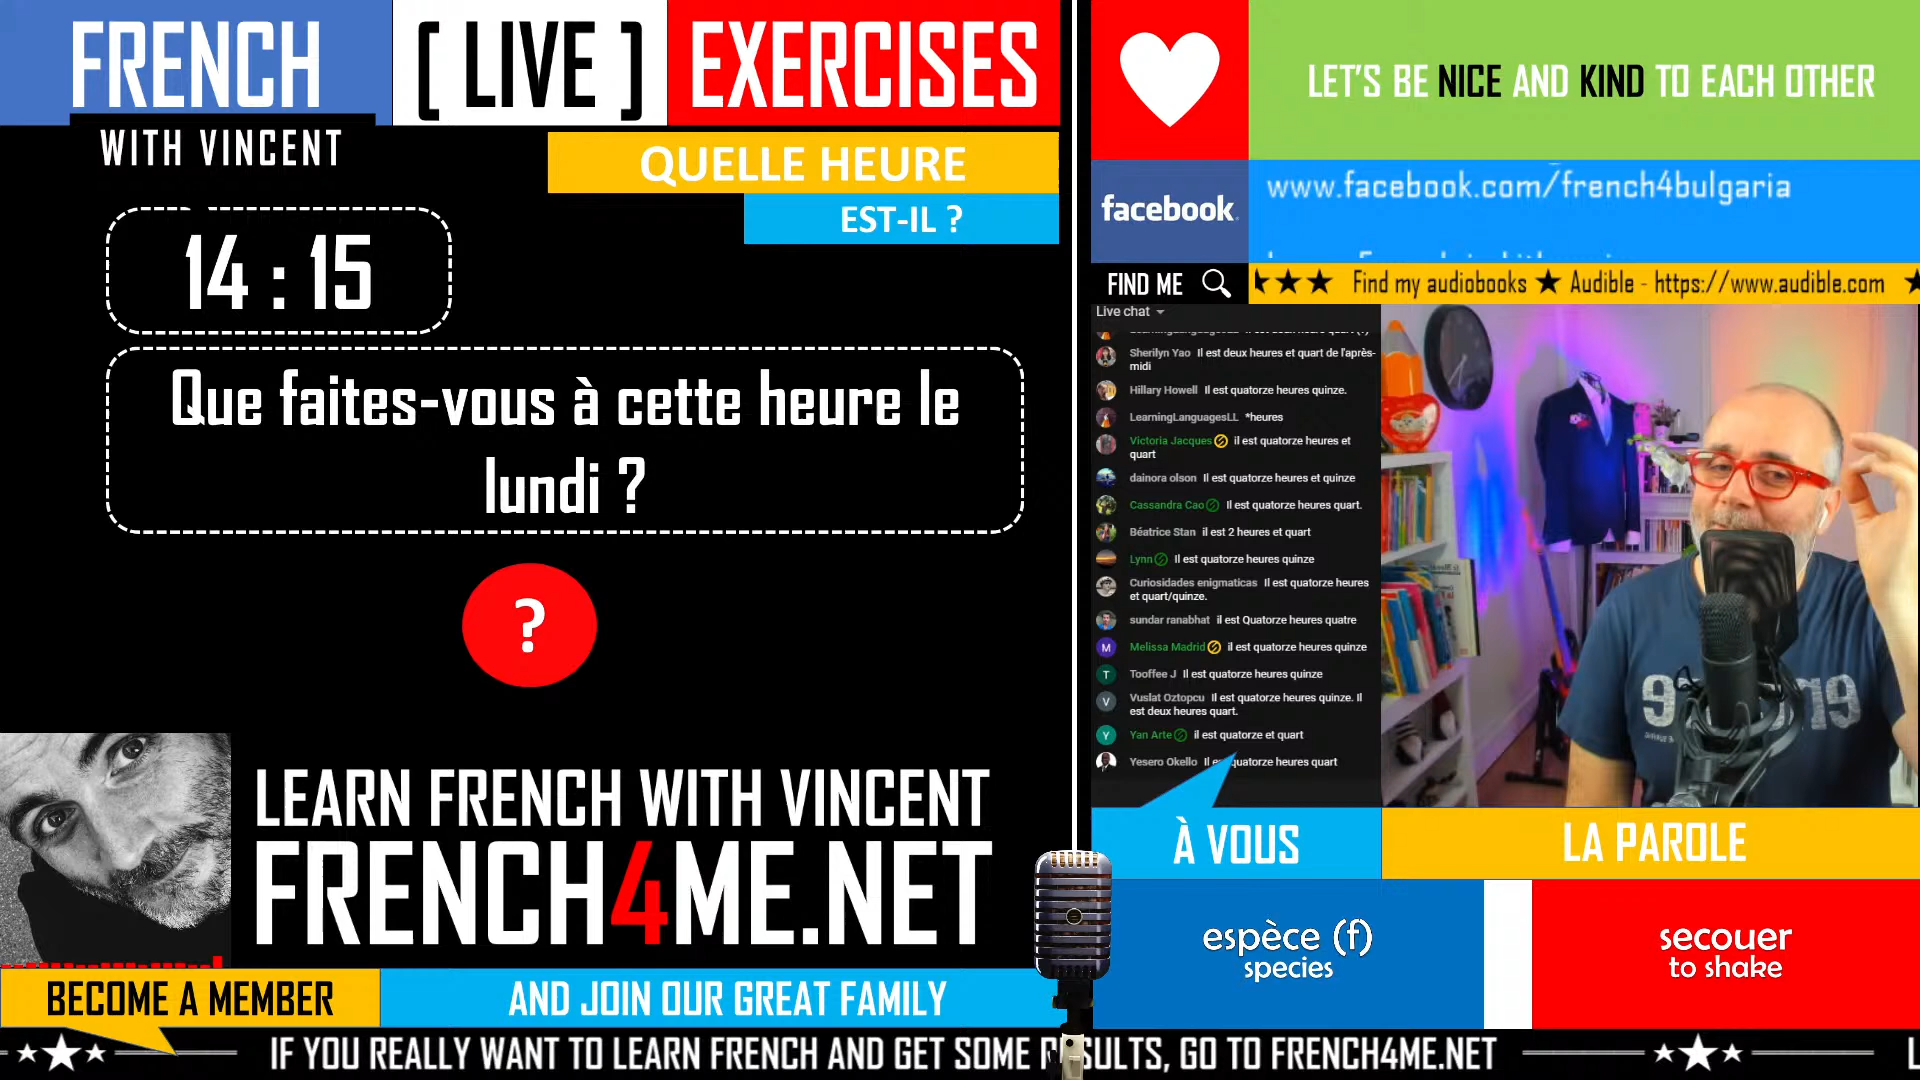 FRENCH
[ LIVE ]
EXERCISES
WITH VINCENT
QUELLE HEURE
EST-IL ?
14 : 15
Que faites-vous à cette heure le
lundi ?
?
LEARN FRENCH WITH VINCENT
FRENCH4ME.NET
BECOME A MEMBER
AND JOIN OUR GREAT FAMILY
IF YOU REALLY WANT TO LEARN FRENCH AND GET SOME RESULTS, GO TO FRENCH4ME.NET
LET'S BE NICE AND KIND TO EACH OTHER
facebook
www.facebook.com/french4bulgaria
FIND ME
★★★ Find my audiobooks ★ Audible - https://www.audible.com
Live chat
Sherilyn Yao Il est deux heures et quart de l'après-
midi
Hillary Howell Il est quatorze heures quinze.
LearningLanguagesLL *heures
Victoria Jacques il est quatorze heures et
quart
dainora olson Il est quatorze heures et quinze
Cassandra Cao Il est quatorze heures quart.
Béatrice Stan il est 2 heures et quart
Lynn Il est quatorze heures quinze
Curiosidades enigmaticas Il est quatorze heures
et quart/quinze.
sundar ranabhat il est Quatorze heures quatre
M
Melissa Madrid il est quatorze heures quinze
T
Tooffee J Il est quatorze heures quinze
V
Vuslat Oztopcu Il est quatorze heures quinze. Il
est deux heures quart.
Y
Yan Arte il est quatorze et quart
Yesero Okello Il est quatorze heures quart
À VOUS
LA PAROLE
espèce (f)
species
secouer
to shake